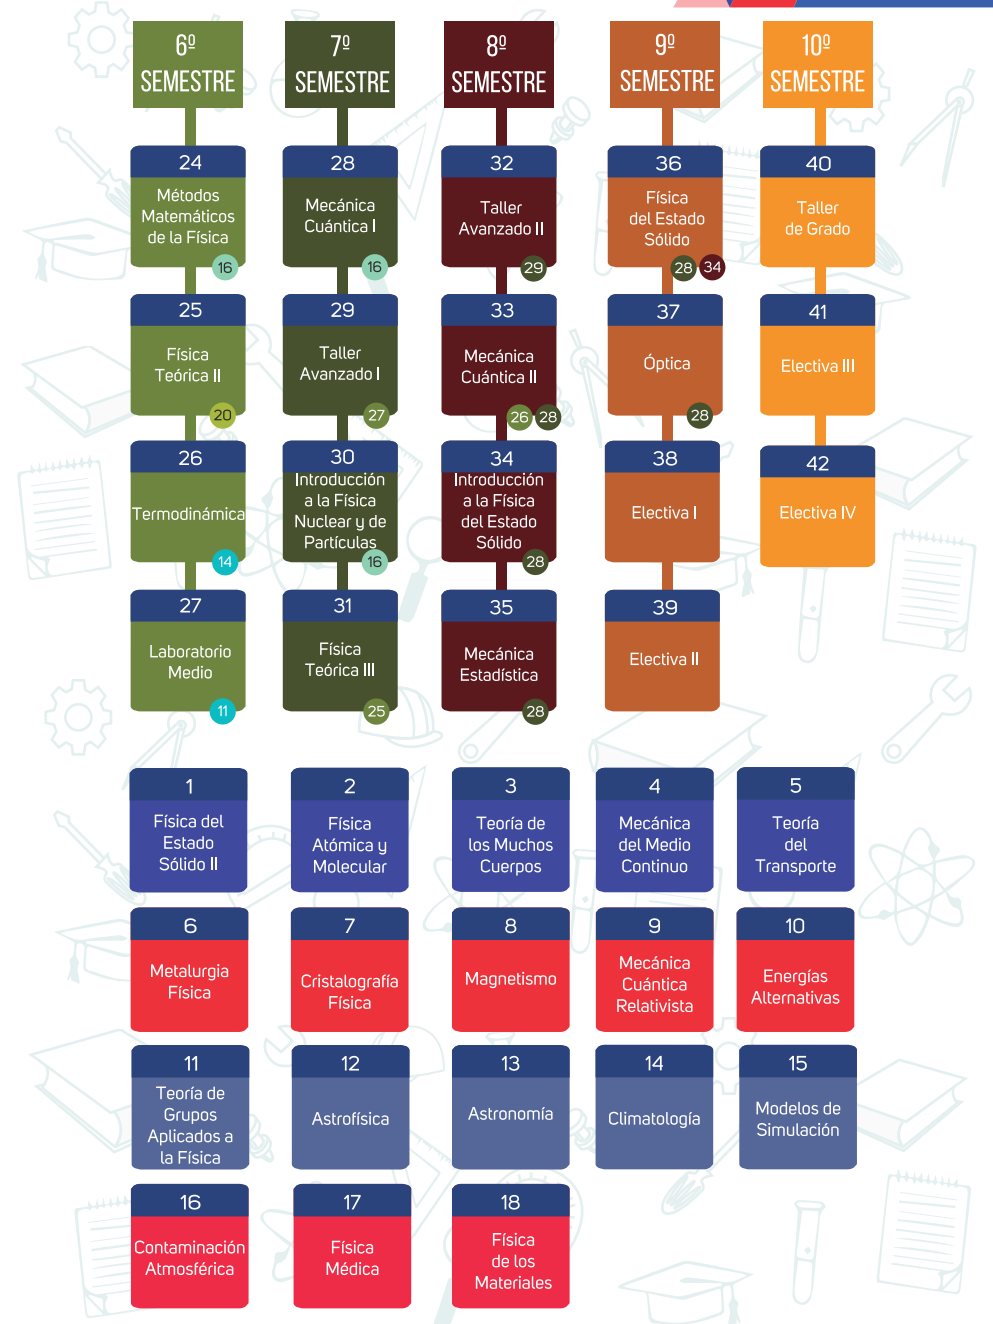 6º
SEMESTRE
7º
SEMESTRE
8º
SEMESTRE
9º
SEMESTRE
10º
SEMESTRE
24
Métodos
Matemáticos
de la Física
16
28
Mecánica
Cuántica I
16
32
Taller
Avanzado II
29
36
Física
del Estado
Sólido
28 34
40
Taller
de Grado
25
Física
Teórica II
20
29
Taller
Avanzado I
27
33
Mecánica
Cuántica II
26 28
37
Óptica
28
41
Electiva III
26
Termodinámica
14
30
Introducción
a la Física
Nuclear y de
Partículas
16
34
Introducción
a la Física
del Estado
Sólido
28
38
Electiva I
42
Electiva IV
27
Laboratorio
Medio
11
31
Física
Teórica III
25
35
Mecánica
Estadística
28
39
Electiva II
1
Física del
Estado
Sólido II
2
Física
Atómica y
Molecular
3
Teoría de
los Muchos
Cuerpos
4
Mecánica
del Medio
Continuo
5
Teoría
del
Transporte
6
Metalurgia
Física
7
Cristalografía
Física
8
Magnetismo
9
Mecánica
Cuántica
Relativista
10
Energías
Alternativas
11
Teoría de
Grupos
Aplicados a
la Física
12
Astrofísica
13
Astronomía
14
Climatología
15
Modelos de
Simulación
16
Contaminación
Atmosférica
17
Física
Médica
18
Física
de los
Materiales